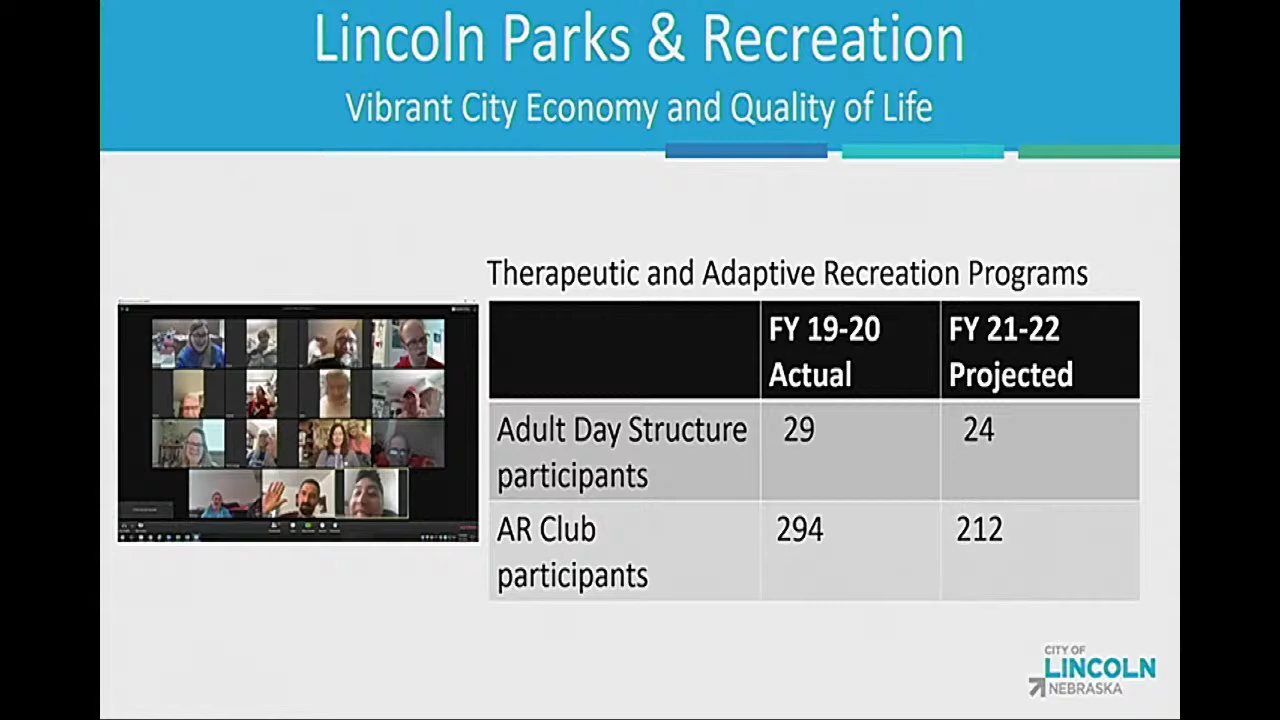 Lincoln Parks & Recreation
Vibrant City Economy and Quality of Life
Therapeutic and Adaptive Recreation Programs
FY 19-20 Actual
FY 21-22 Projected
Adult Day Structure participants
29
24
AR Club participants
294
212
CITY OF
LINCOLN
NEBRASKA